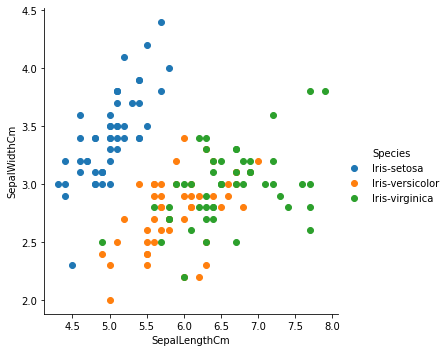 4.5
4.0
3.5
3.0
2.5
2.0
SepalWidthCm
4.5 5.0 5.5 6.0 6.5 7.0 7.5 8.0
SepalLengthCm
Species
Iris-setosa
Iris-versicolor
Iris-virginica